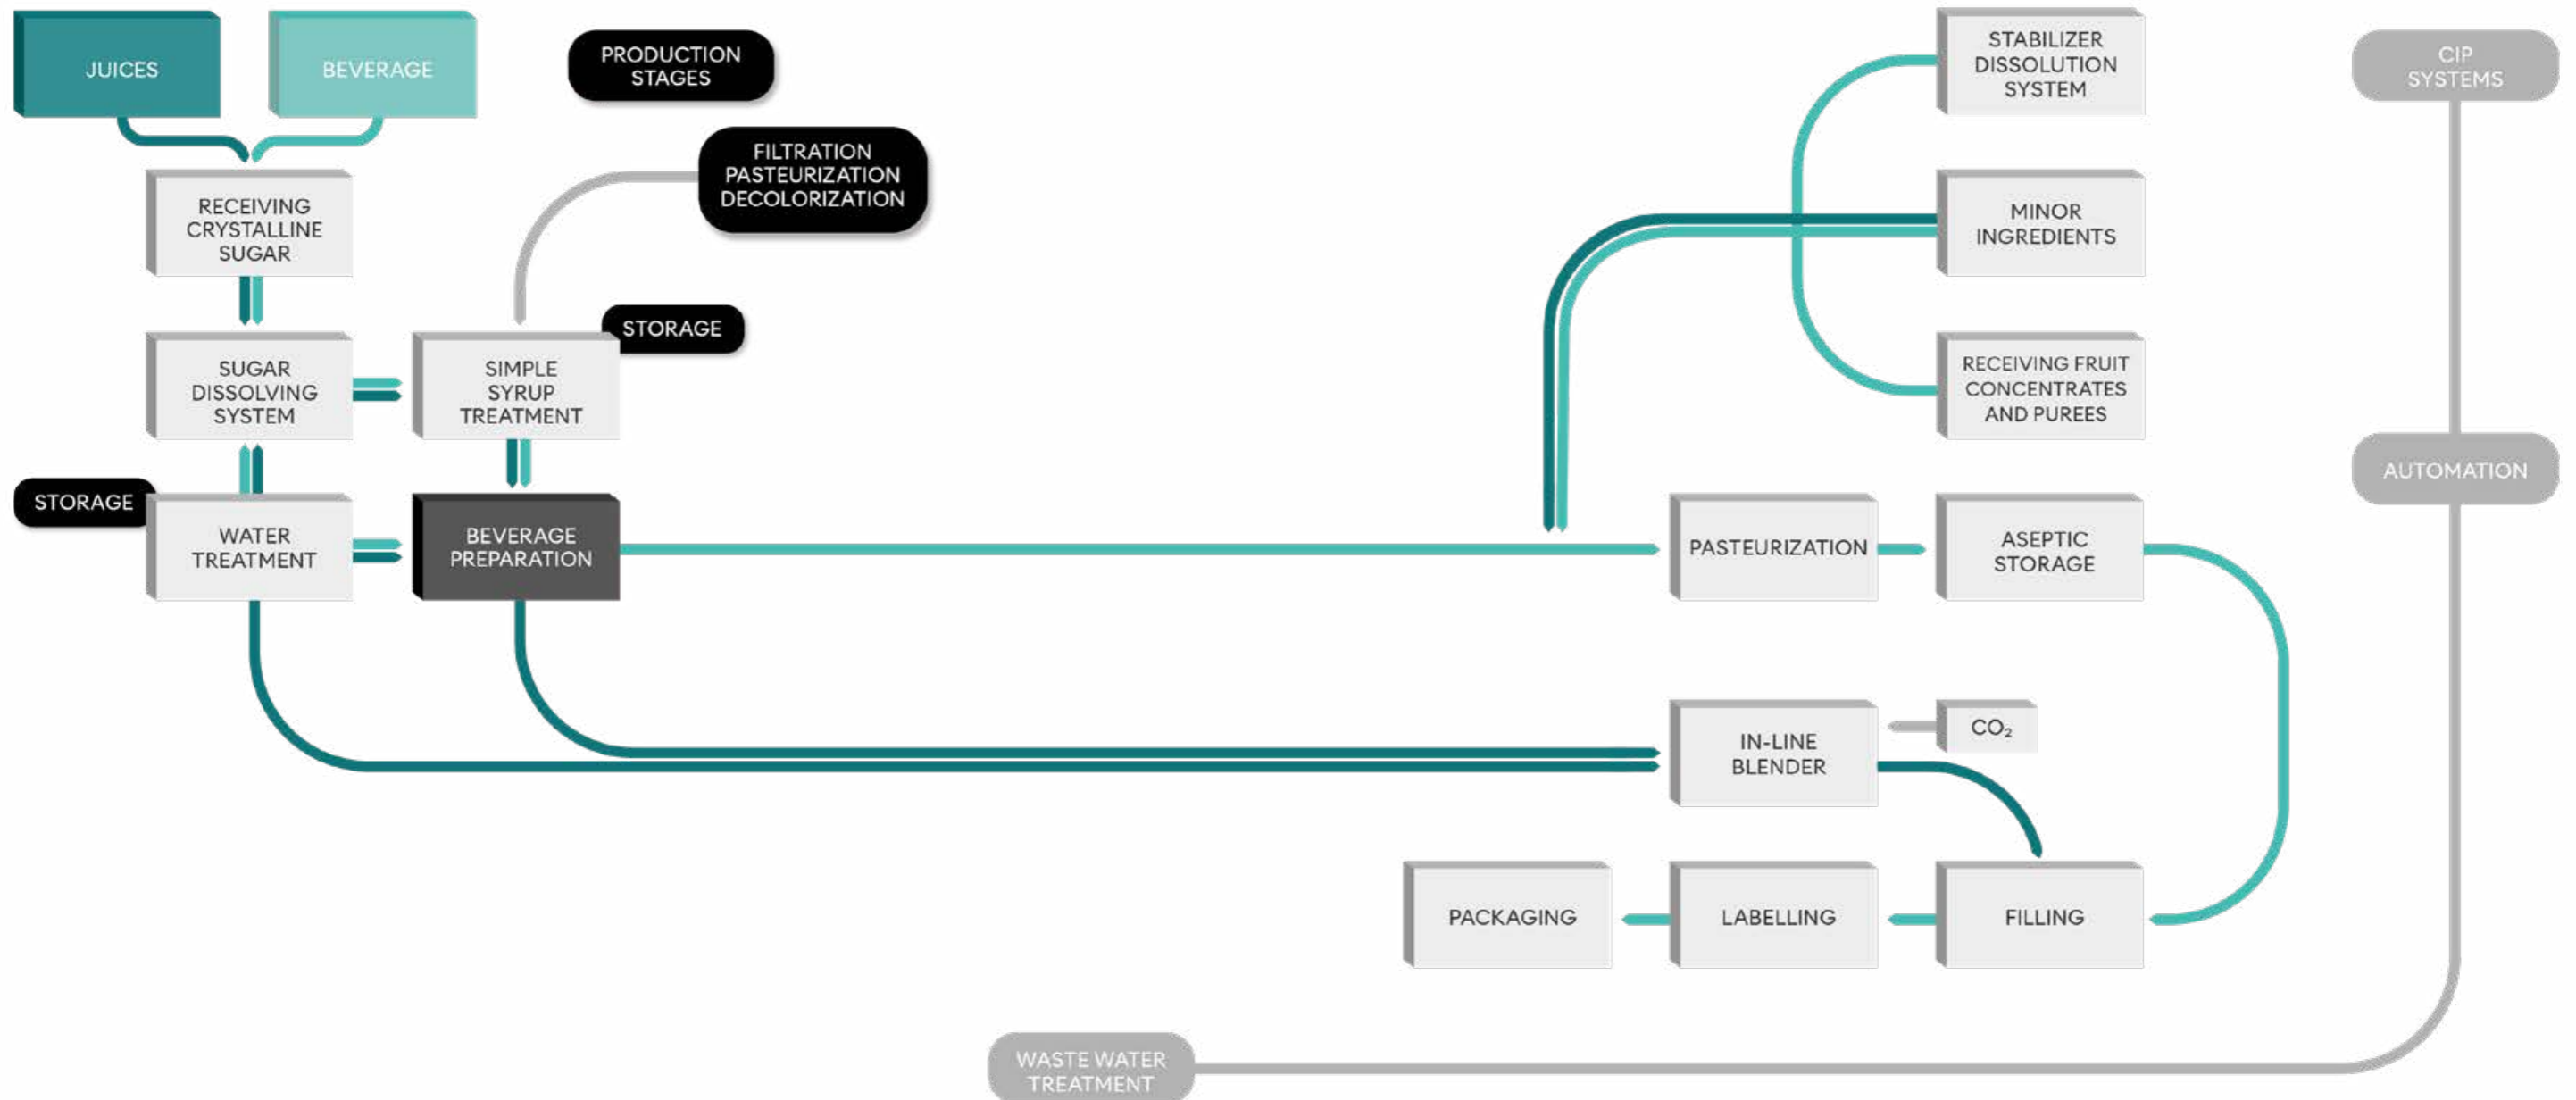 JUICES
BEVERAGE
PRODUCTION
STAGES
STABILIZER
DISSOLUTION
SYSTEM
CIP
SYSTEMS
FILTRATION
PASTEURIZATION
DECOLORIZATION
RECEIVING
CRYSTALLINE
SUGAR
MINOR
INGREDIENTS
STORAGE
SUGAR
DISSOLVING
SYSTEM
SIMPLE
SYRUP
TREATMENT
RECEIVING FRUIT
CONCENTRATES
AND PUREES
AUTOMATION
STORAGE
WATER
TREATMENT
BEVERAGE
PREPARATION
PASTEURIZATION
ASEPTIC
STORAGE
IN-LINE
BLENDER
CO₂
PACKAGING
LABELLING
FILLING
WASTE WATER
TREATMENT